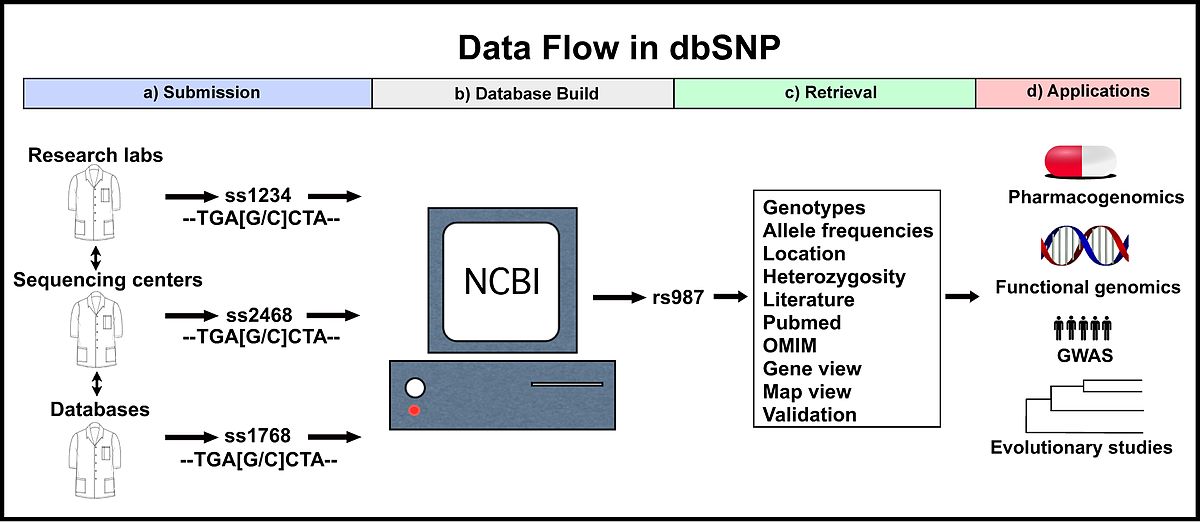 Data Flow in dbSNP
a) Submission
b) Database Build
c) Retrieval
d) Applications
Research labs
ss1234
--TGA[G/C]CTA--
Sequencing centers
ss2468
--TGA[G/C]CTA--
Databases
ss1768
--TGA[G/C]CTA--
NCBI
rs987
Genotypes
Allele frequencies
Location
Heterozygosity
Literature
Pubmed
OMIM
Gene view
Map view
Validation
Pharmacogenomics
Functional genomics
GWAS
Evolutionary studies